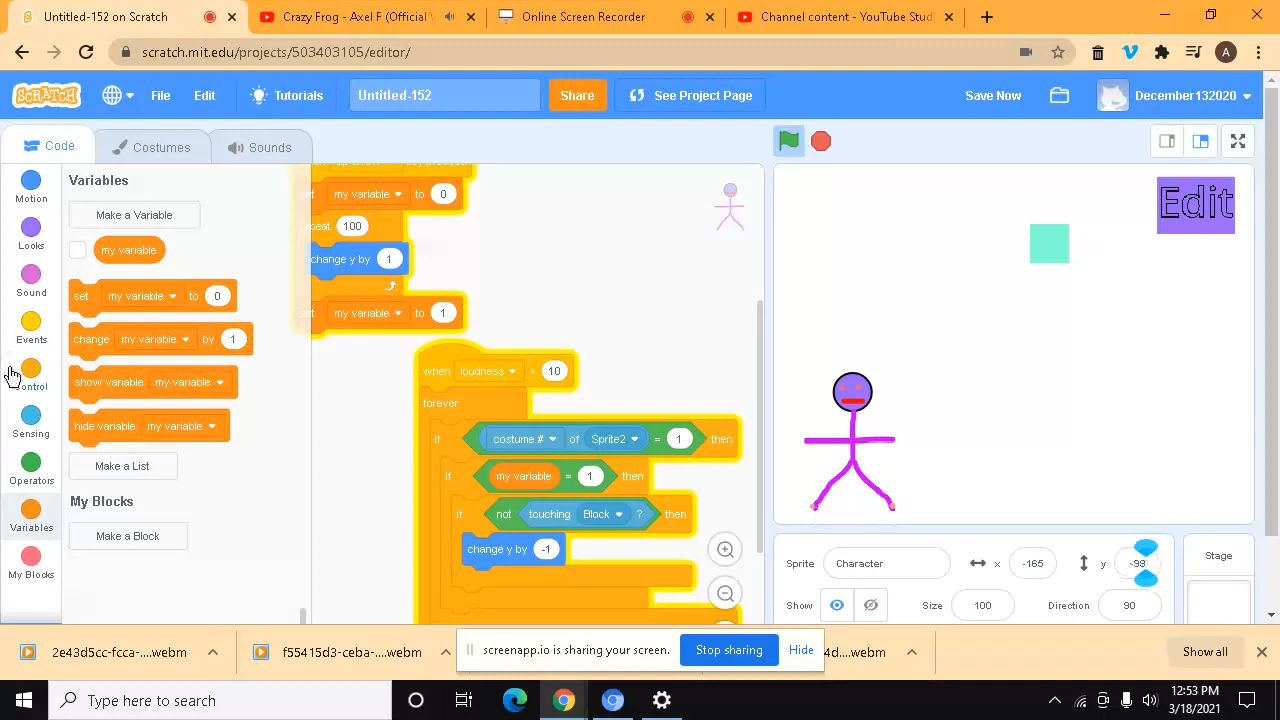 Untitled-152 on Scratch
Crazy Frog - Axel F (Official
Online Screen Recorder
Channel content - YouTube Stud
scratch.mit.edu/projects/503403105/editor/
A
SCRATCH
File
Edit
Tutorials
Untitled-152
Share
See Project Page
Save Now
December132020
Code
Costumes
Sounds
Motion
Looks
Sound
Events
Control
Sensing
Operators
Variables
My Blocks
Variables
Make a Variable
my variable
set my variable to 0
change my variable by 1
show variable my variable
hide variable my variable
Make a List
My Blocks
Make a Block
my variable to 0
100
change y by 1
my variable to 1
when loudness > 10
forever
if costume # of Sprite2 = 1 then
if my variable = 1 then
if not touching Block ? then
change y by -1
Edit
Sprite Character x -165 y -98
Show Size 100 Direction 90
Stage
2e43d5cc-fcca-....webm
f55415d3-ceba-....webm
screenapp.io is sharing your screen.
Stop sharing
Hide
4d....webm
Show all
Type here to search
12:53 PM
3/18/2021